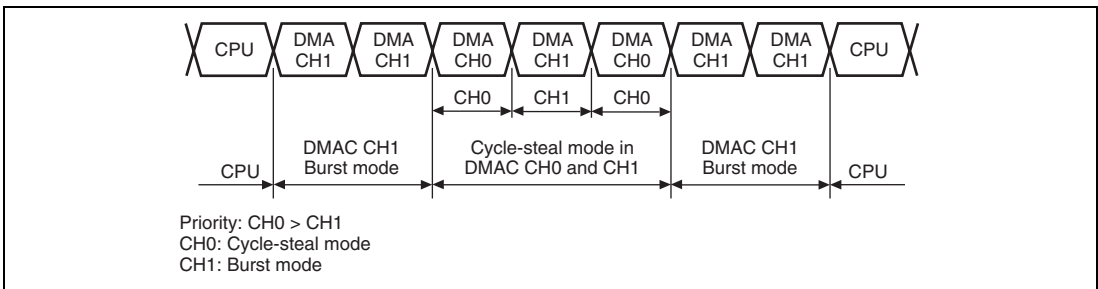 CPU DMA CH1 DMA CH1 DMA CH0 DMA CH1 DMA CH0 DMA CH1 DMA CH1 CPU
CH0 CH1 CH0
CPU
DMAC CH1
Burst mode
Cycle-steal mode in
DMAC CH0 and CH1
DMAC CH1
Burst mode
CPU
Priority: CH0 > CH1
CH0: Cycle-steal mode
CH1: Burst mode